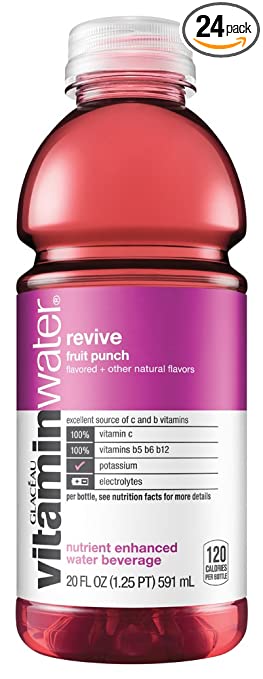 24 pack
GLACÉAU
vitaminwater®
revive
fruit punch
flavored + other natural flavors
excellent source of c and b vitamins
100% vitamin c
100% vitamins b5 b6 b12
✓ potassium
+ - electrolytes
per bottle, see nutrition facts for more details
nutrient enhanced
water beverage
120
CALORIES
PER BOTTLE
20 FL OZ (1.25 PT) 591 mL